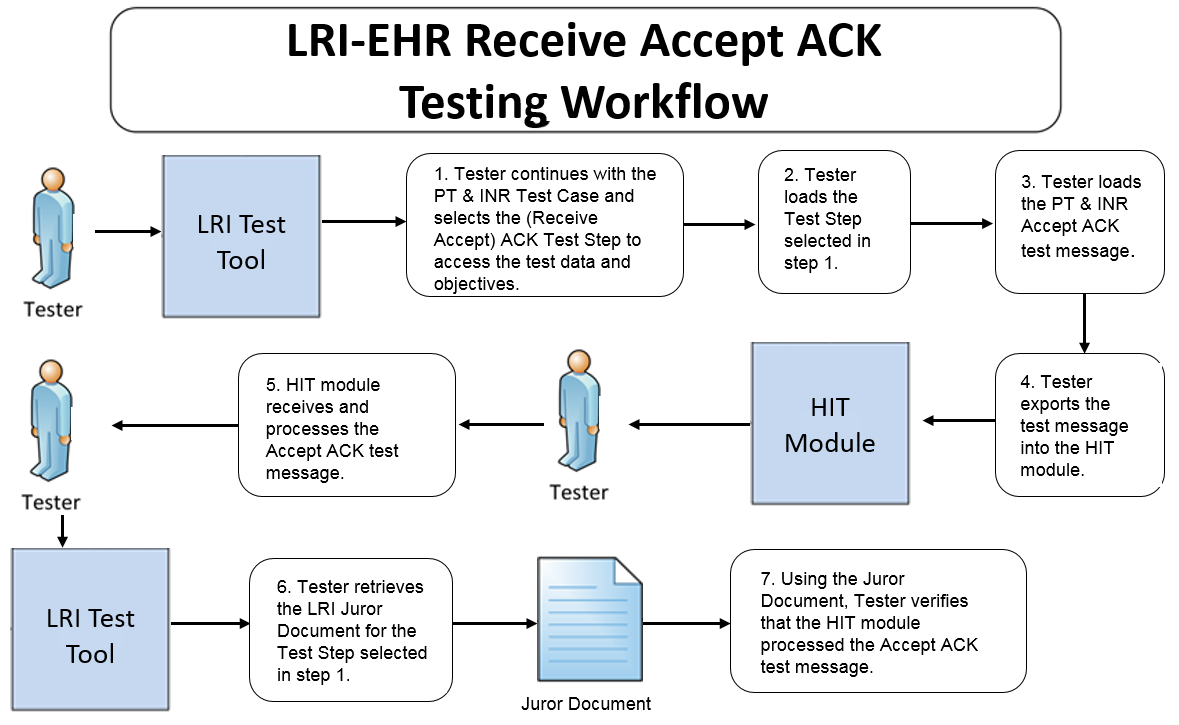 LRI-EHR Receive Accept ACK
Testing Workflow
Tester
LRI Test
Tool
1. Tester continues with the
PT & INR Test Case and
selects the (Receive
Accept) ACK Test Step to
access the test data and
objectives.
2. Tester
loads the
Test Step
selected in
step 1.
3. Tester loads
the PT & INR
Accept ACK
test message.
4. Tester
exports the
test message
into the HIT
module.
HIT
Module
Tester
5. HIT module
receives and
processes the
Accept ACK test
message.
Tester
LRI Test
Tool
6. Tester retrieves
the LRI Juror
Document for the
Test Step selected
in step 1.
Juror Document
7. Using the Juror
Document, Tester verifies
that the HIT module
processed the Accept ACK
test message.